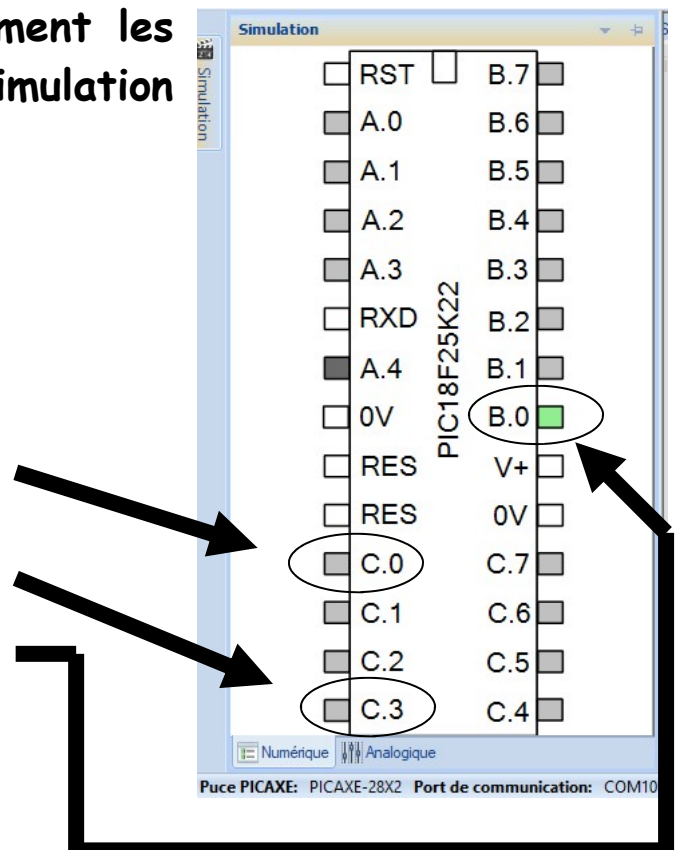 ment les
imulation
Simulation
Simulation
RST B.7
A.0 B.6
A.1 B.5
A.2 B.4
A.3 B.3
RXD B.2
A.4 B.1
0V B.0
RES V+
RES 0V
C.0 C.7
C.1 C.6
C.2 C.5
C.3 C.4
PIC18F25K22
Numérique Analogique
Puce PICAXE: PICAXE-28X2 Port de communication: COM10